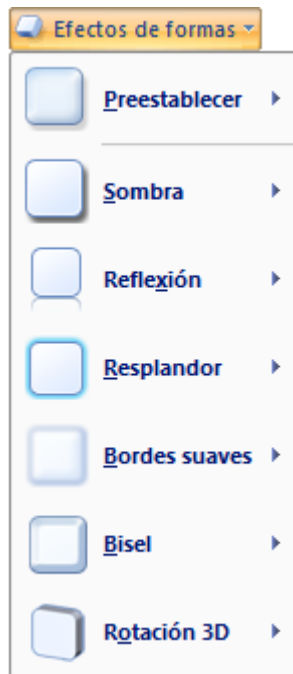 Efectos de formas
Preestablecer
Sombra
Reflexión
Resplandor
Bordes suaves
Bisel
Rotación 3D